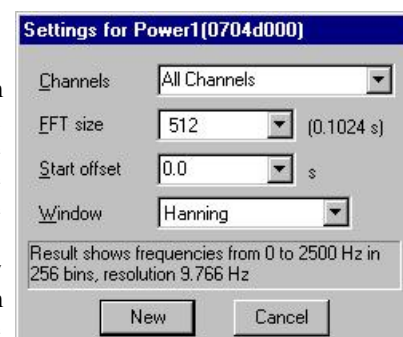 Settings for Power1(0704d000)
Channels All Channels
FFT size 512 (0.1024 s)
Start offset 0.0 s
Window Hanning
Result shows frequencies from 0 to 2500 Hz in
256 bins, resolution 9.766 Hz
New Cancel